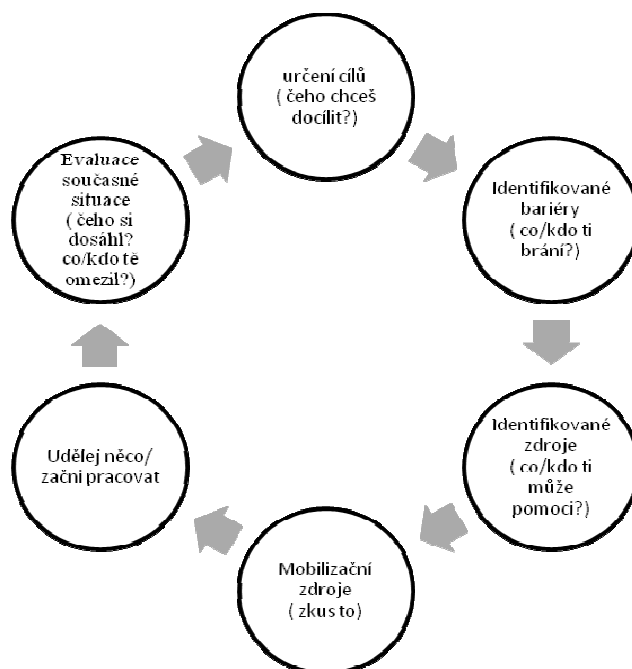 určení cílů
( čeho chceš
docílit?)
Identifikované
bariéry
( co/kdo ti
brání?)
Identifikované
zdroje
( co/kdo ti
může
pomoci?)
Mobilizační
zdroje
( zkus to)
Udělej něco/
začni pracovat
Evaluace
současné
situace
( čeho si
dosáhl?
co/kdo tě
omezil?)